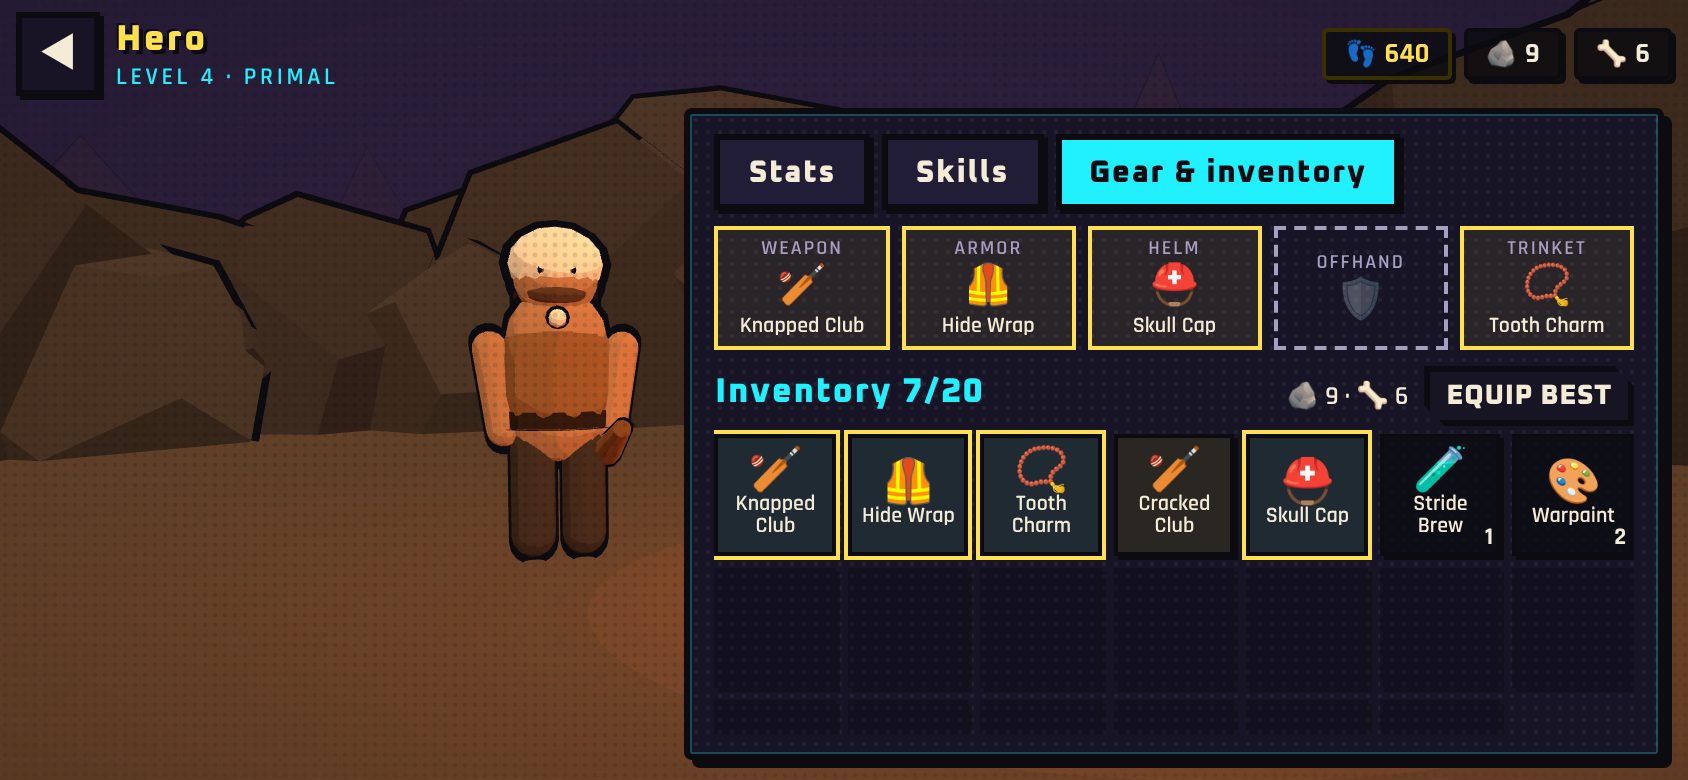 Hero
LEVEL 4 · PRIMAL
640
9
6
Stats
Skills
Gear & inventory
WEAPON
Knapped Club
ARMOR
Hide Wrap
HELM
Skull Cap
OFFHAND
TRINKET
Tooth Charm
Inventory 7/20
9 · 6
EQUIP BEST
Knapped
Club
Hide Wrap
Tooth
Charm
Cracked
Club
Skull Cap
Stride
Brew
1
Warpaint
2